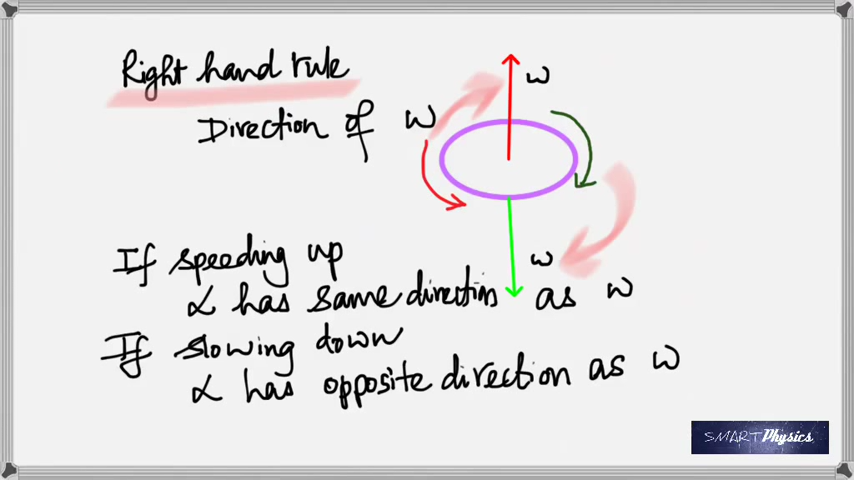 Right hand rule
ω
Direction of ω
If speeding up
ω
α has same direction as ω
If slowing down
α has opposite direction as ω
SMARTPhysics